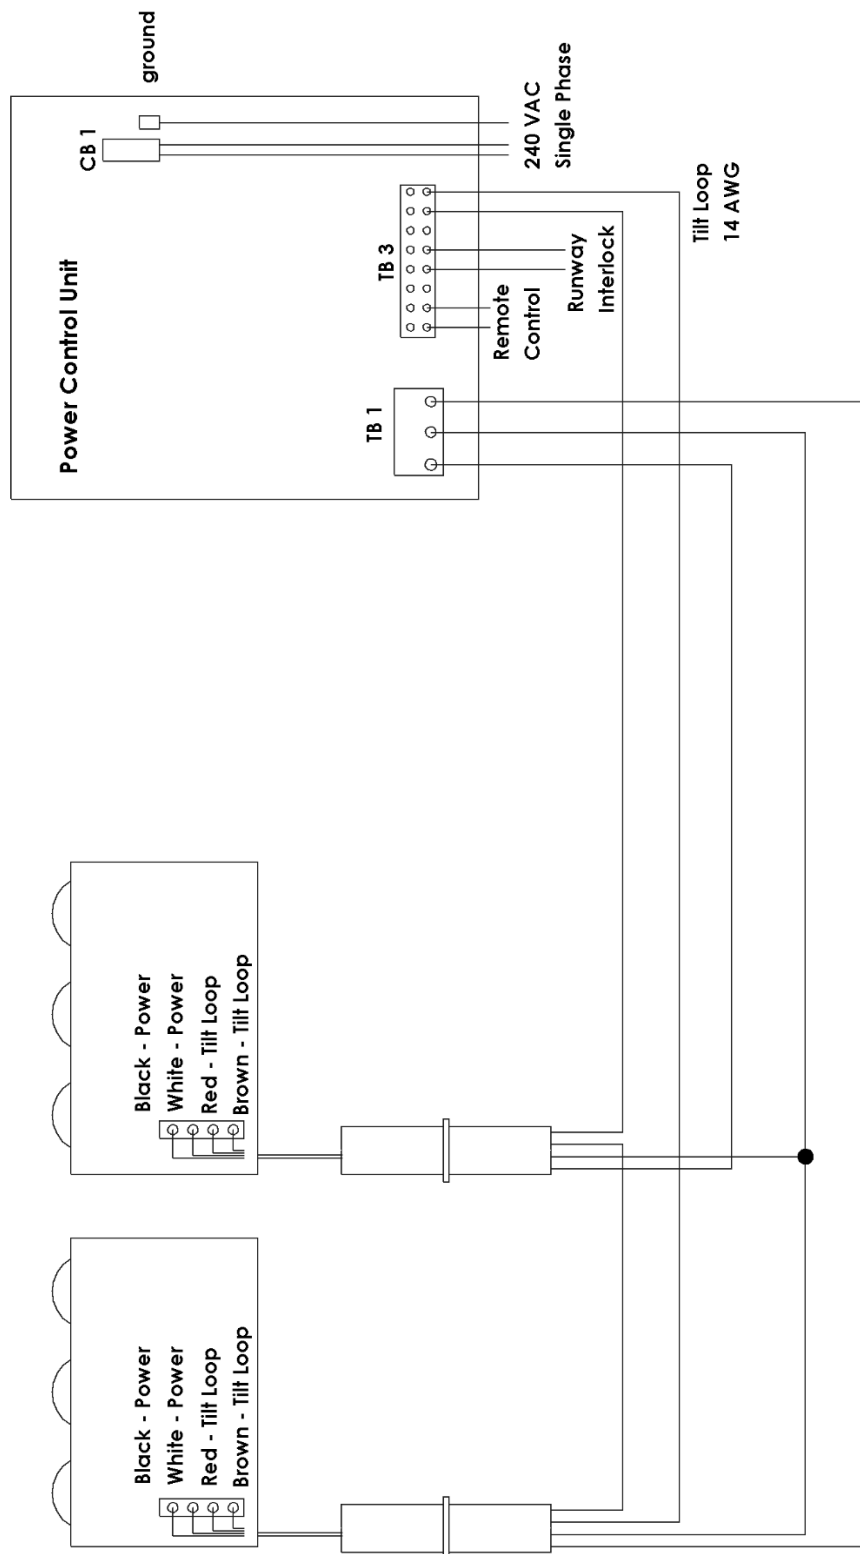 ground
CB 1
240 VAC
Single Phase
Power Control Unit
TB 3
Remote
Control
Runway
Interlock
Tilt Loop
14 AWG
TB 1
Black - Power
White - Power
Red - Tilt Loop
Brown - Tilt Loop
Black - Power
White - Power
Red - Tilt Loop
Brown - Tilt Loop